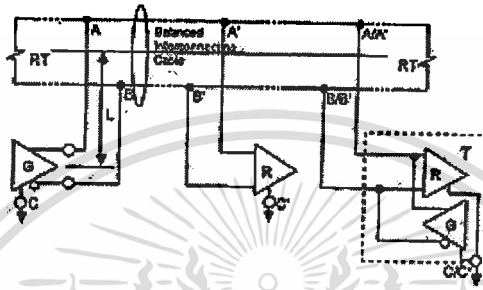 A
Balanced
Interconnecting
Cable
A'
A/A'
RT
RT
B
B'
B/B'
L
T
G
R
R
G
C
C'
C/C'